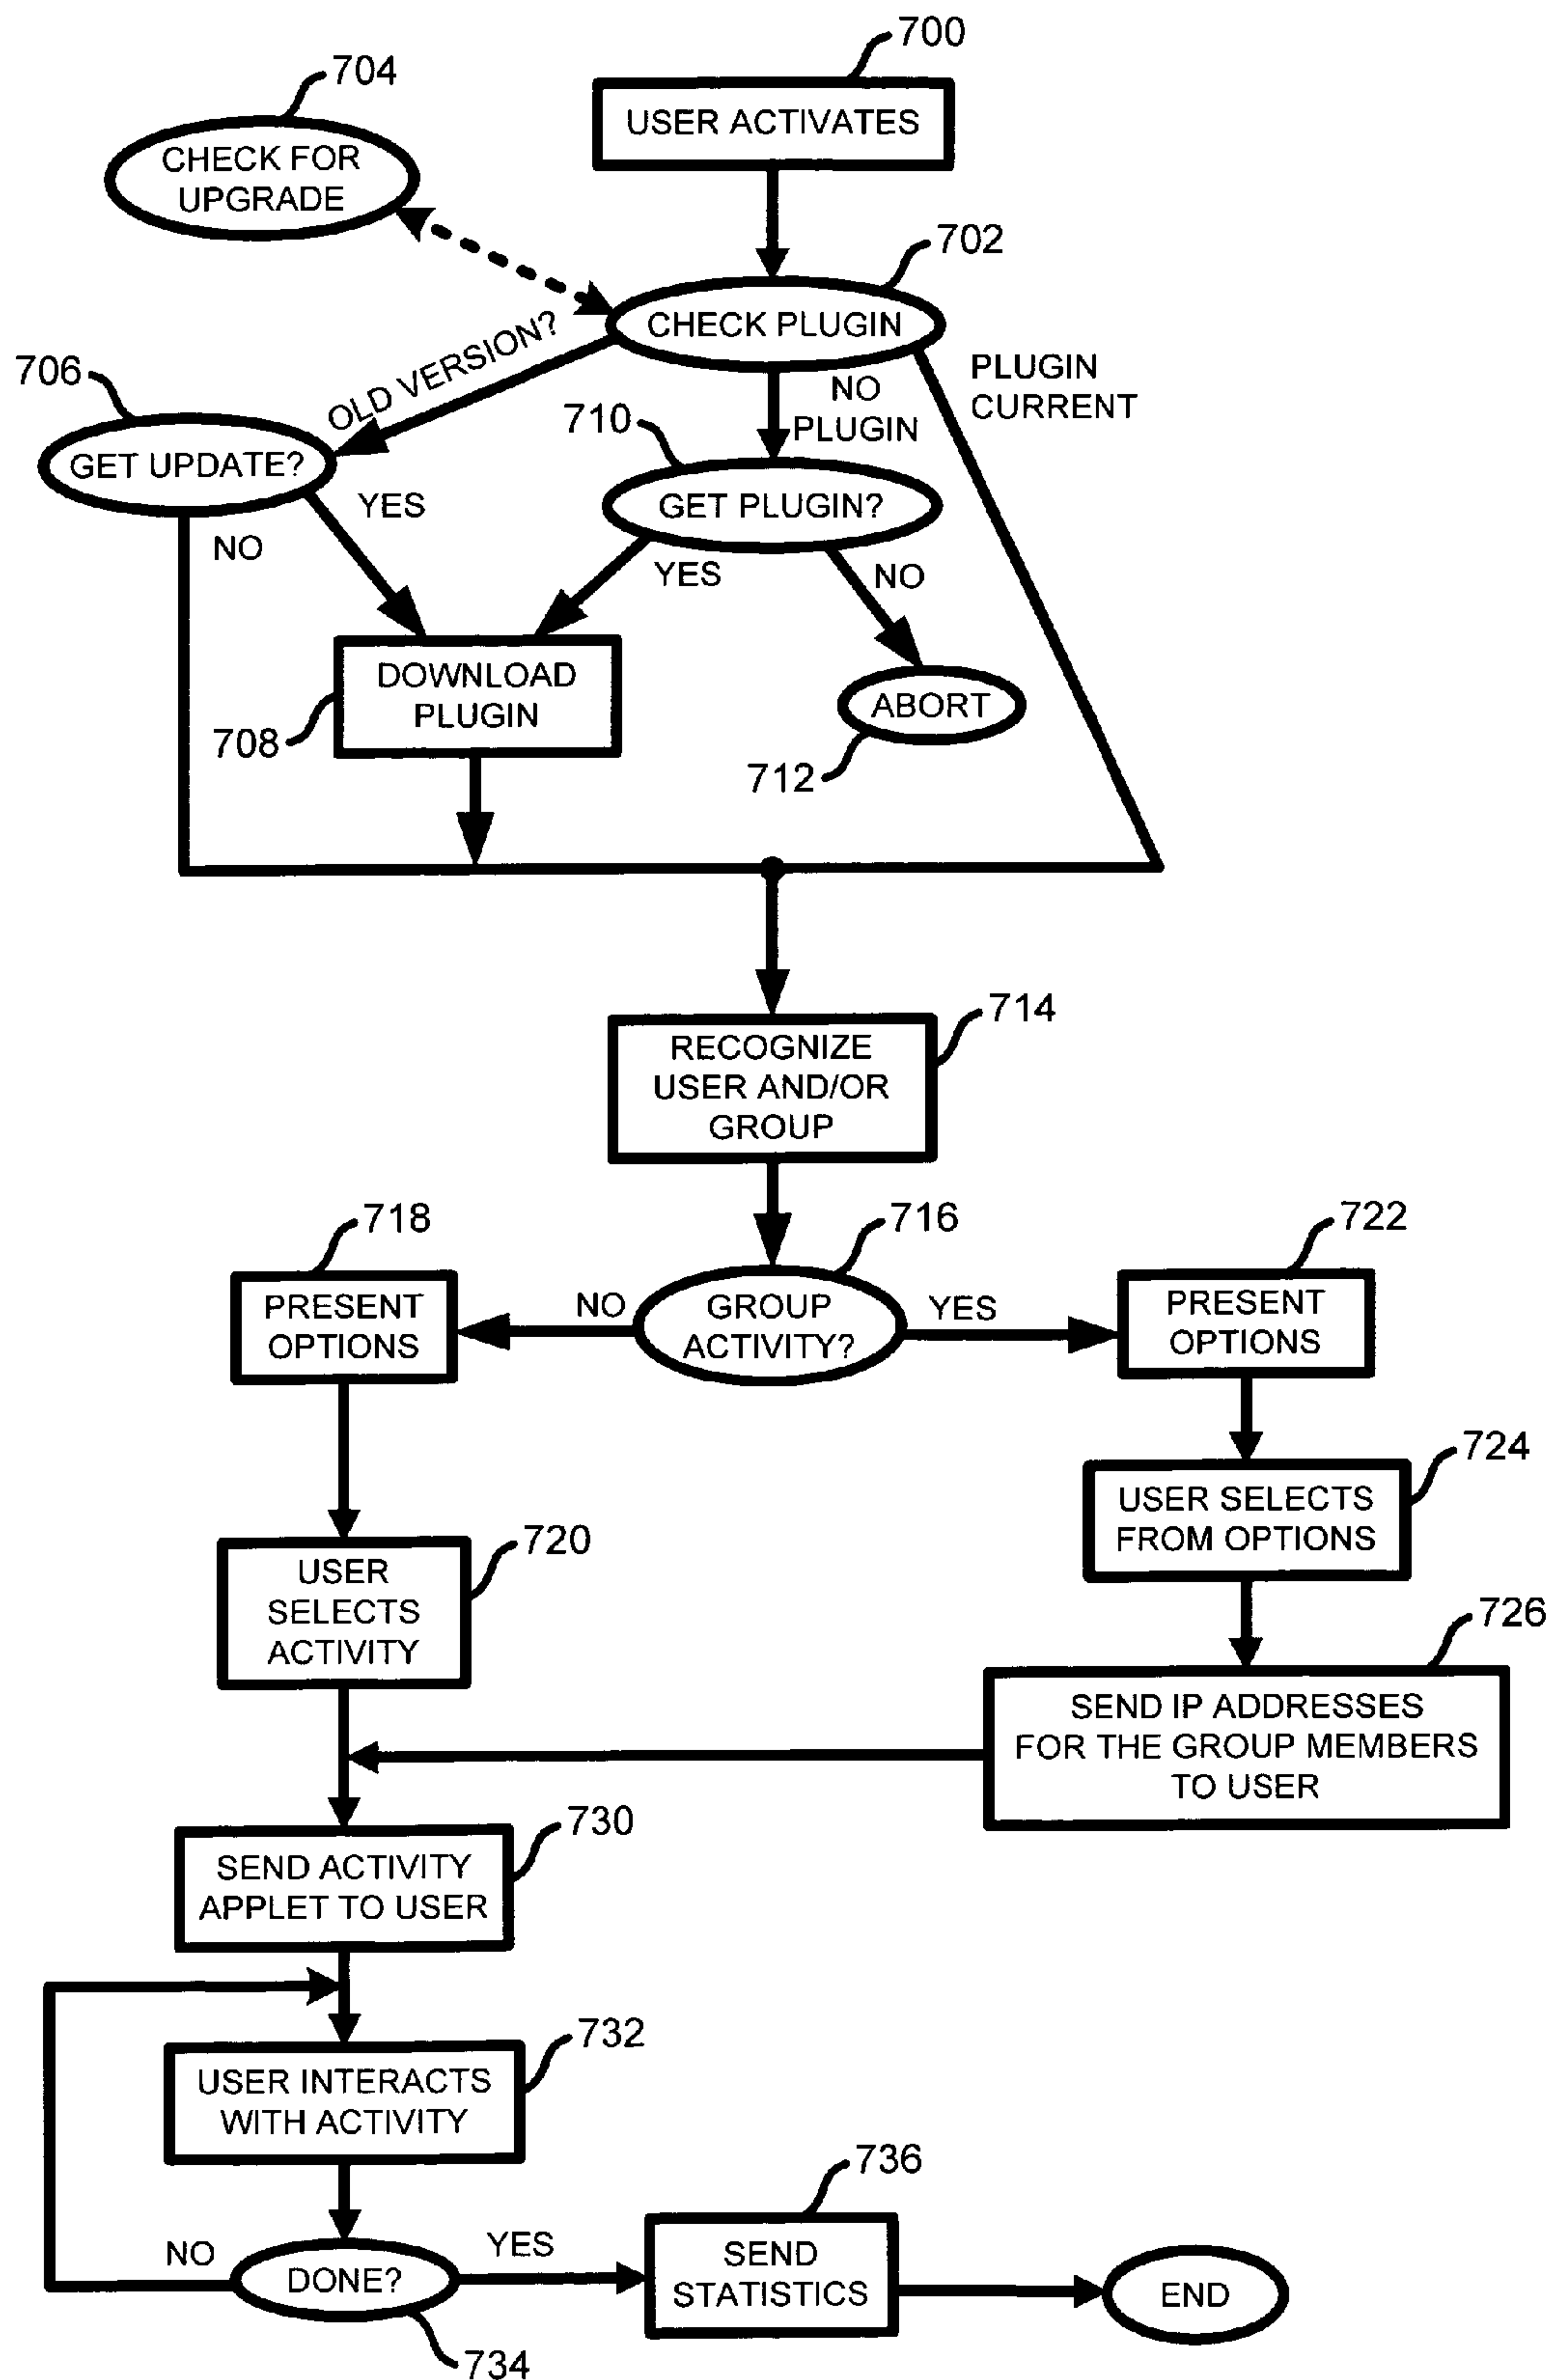 700
USER ACTIVATES
704
CHECK FOR
UPGRADE
702
CHECK PLUGIN
OLD VERSION?
NO
PLUGIN
PLUGIN
CURRENT
706
GET UPDATE?
710
GET PLUGIN?
YES
NO
YES
NO
DOWNLOAD
PLUGIN
708
ABORT
712
714
RECOGNIZE
USER AND/OR
GROUP
716
GROUP
ACTIVITY?
NO
YES
718
PRESENT
OPTIONS
722
PRESENT
OPTIONS
724
USER SELECTS
FROM OPTIONS
720
USER
SELECTS
ACTIVITY
726
SEND IP ADDRESSES
FOR THE GROUP MEMBERS
TO USER
730
SEND ACTIVITY
APPLET TO USER
732
USER INTERACTS
WITH ACTIVITY
NO
DONE?
734
YES
736
SEND
STATISTICS
END